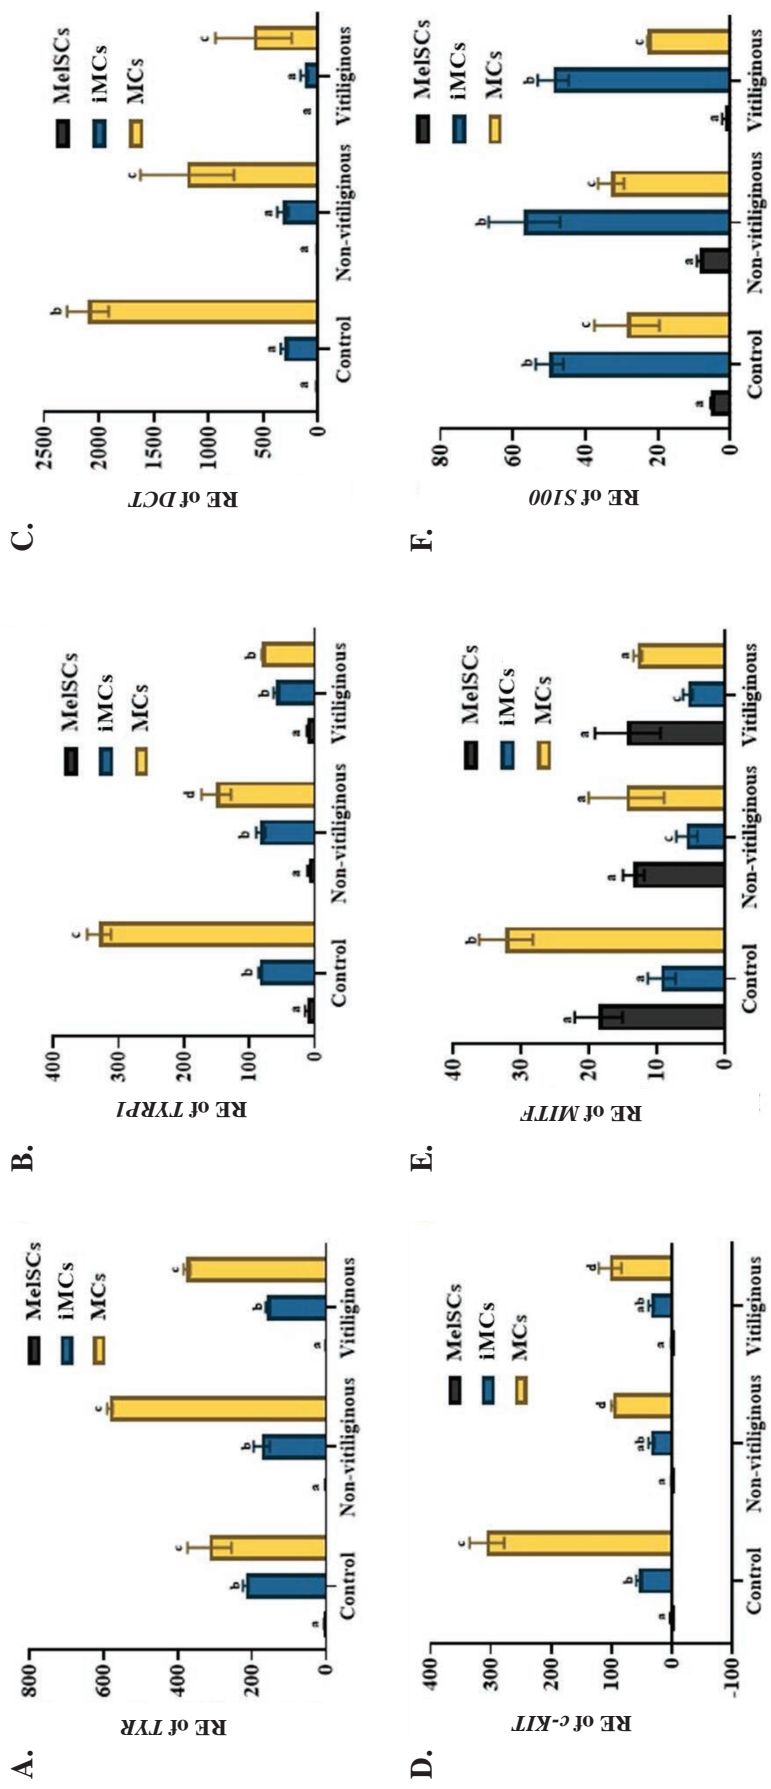 A.
RE of TYR
800
600
400
200
0
a
b
c
a
b
c
a
b
c
Control
Non-vitiliginous
Vitiliginous
MelSCs
iMCs
MCs
B.
RE of TYRP1
400
300
200
100
0
a
b
c
a
b
d
a
b
b
Control
Non-vitiliginous
Vitiliginous
MelSCs
iMCs
MCs
C.
RE of DCT
2500
2000
1000
500
0
a
a
b
a
a
c
a
a
c
Control
Non-vitiliginous
Vitiliginous
MelSCs
iMCs
MCs
D.
RE of c-KIT
400
300
200
100
0
-100
a
b
c
a
ab
d
a
ab
d
Control
Non-vitiliginous
Vitiliginous
MelSCs
iMCs
MCs
E.
RE of MITF
40
30
20
10
0
a
a
b
a
c
a
a
c
a
Control
Non-vitiliginous
Vitiliginous
MelSCs
iMCs
MCs
F.
RE of S100
80
60
40
20
0
a
b
c
a
b
c
a
b
c
Control
Non-vitiliginous
Vitiliginous
MelSCs
iMCs
MCs